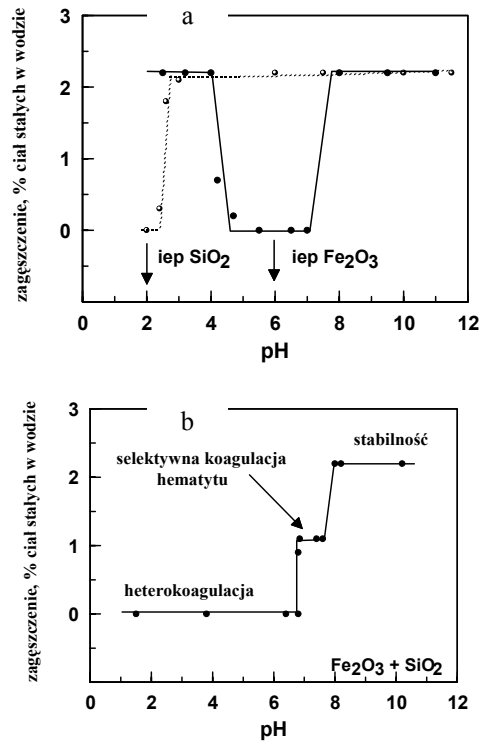 a
3
2
1
0
zagęszczenie, % ciał stałych w wodzie
iep SiO₂
iep Fe₂O₃
0 2 4 6 8 10 12
pH
b
3
2
1
0
zagęszczenie, % ciał stałych w wodzie
stabilność
selektywna koagulacja
hematytu
heterokoagulacja
Fe₂O₃ + SiO₂
0 2 4 6 8 10 12
pH